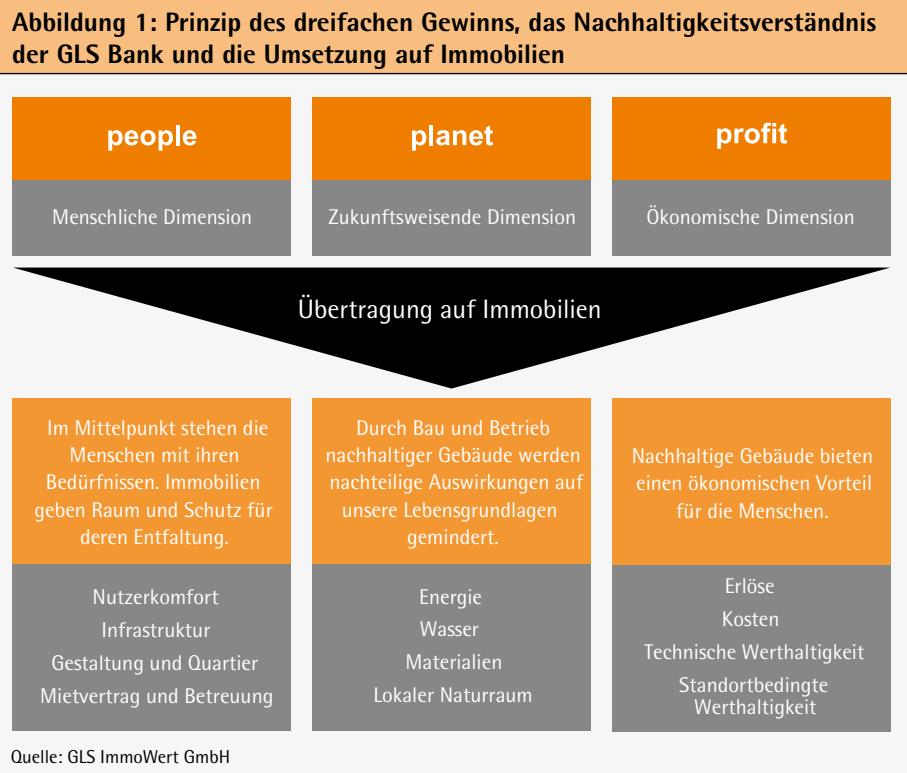 Abbildung 1: Prinzip des dreifachen Gewinns, das Nachhaltigkeitsverständnis
der GLS Bank und die Umsetzung auf Immobilien
people
planet
profit
Menschliche Dimension
Zukunftsweisende Dimension
Ökonomische Dimension
Übertragung auf Immobilien
Im Mittelpunkt stehen die
Menschen mit ihren
Bedürfnissen. Immobilien
geben Raum und Schutz für
deren Entfaltung.
Durch Bau und Betrieb
nachhaltiger Gebäude werden
nachteilige Auswirkungen auf
unsere Lebensgrundlagen
gemindert.
Nachhaltige Gebäude bieten
einen ökonomischen Vorteil
für die Menschen.
Nutzerkomfort
Infrastruktur
Gestaltung und Quartier
Mietvertrag und Betreuung
Energie
Wasser
Materialien
Lokaler Naturraum
Erlöse
Kosten
Technische Werthaltigkeit
Standortbedingte
Werthaltigkeit
Quelle: GLS ImmoWert GmbH